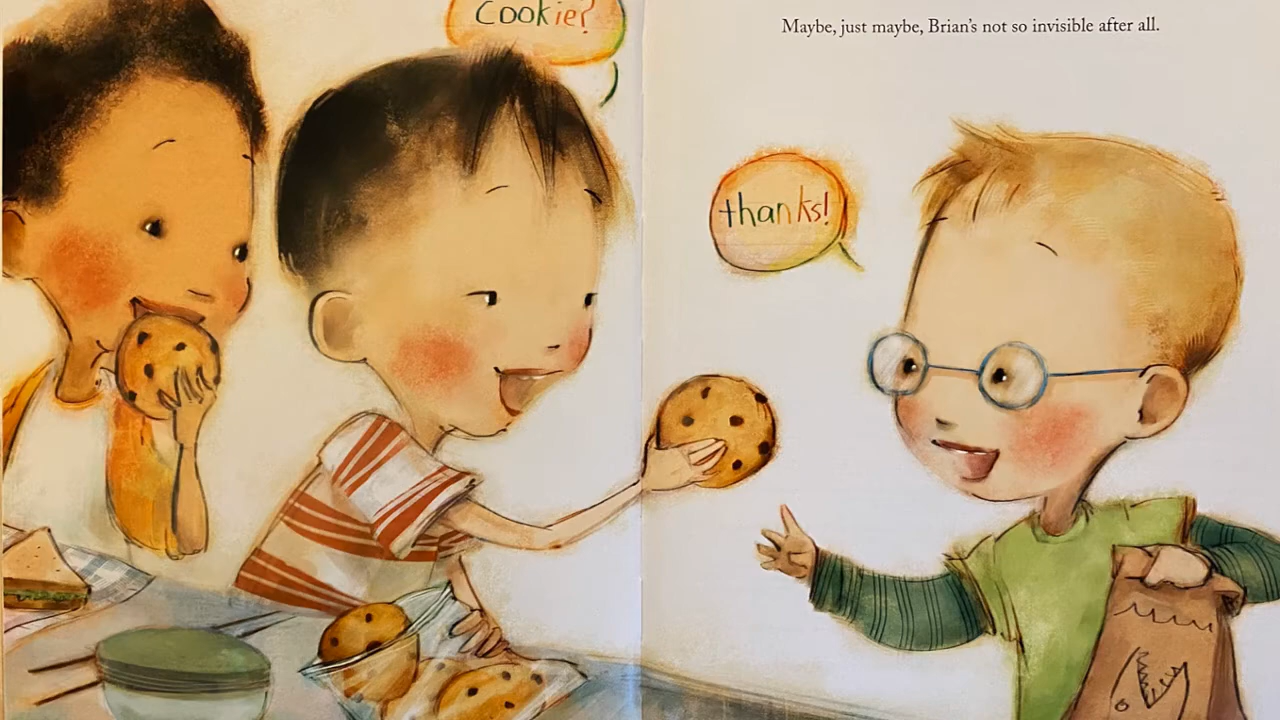 Cookie?
Maybe, just maybe, Brian's not so invisible after all.
thanks!